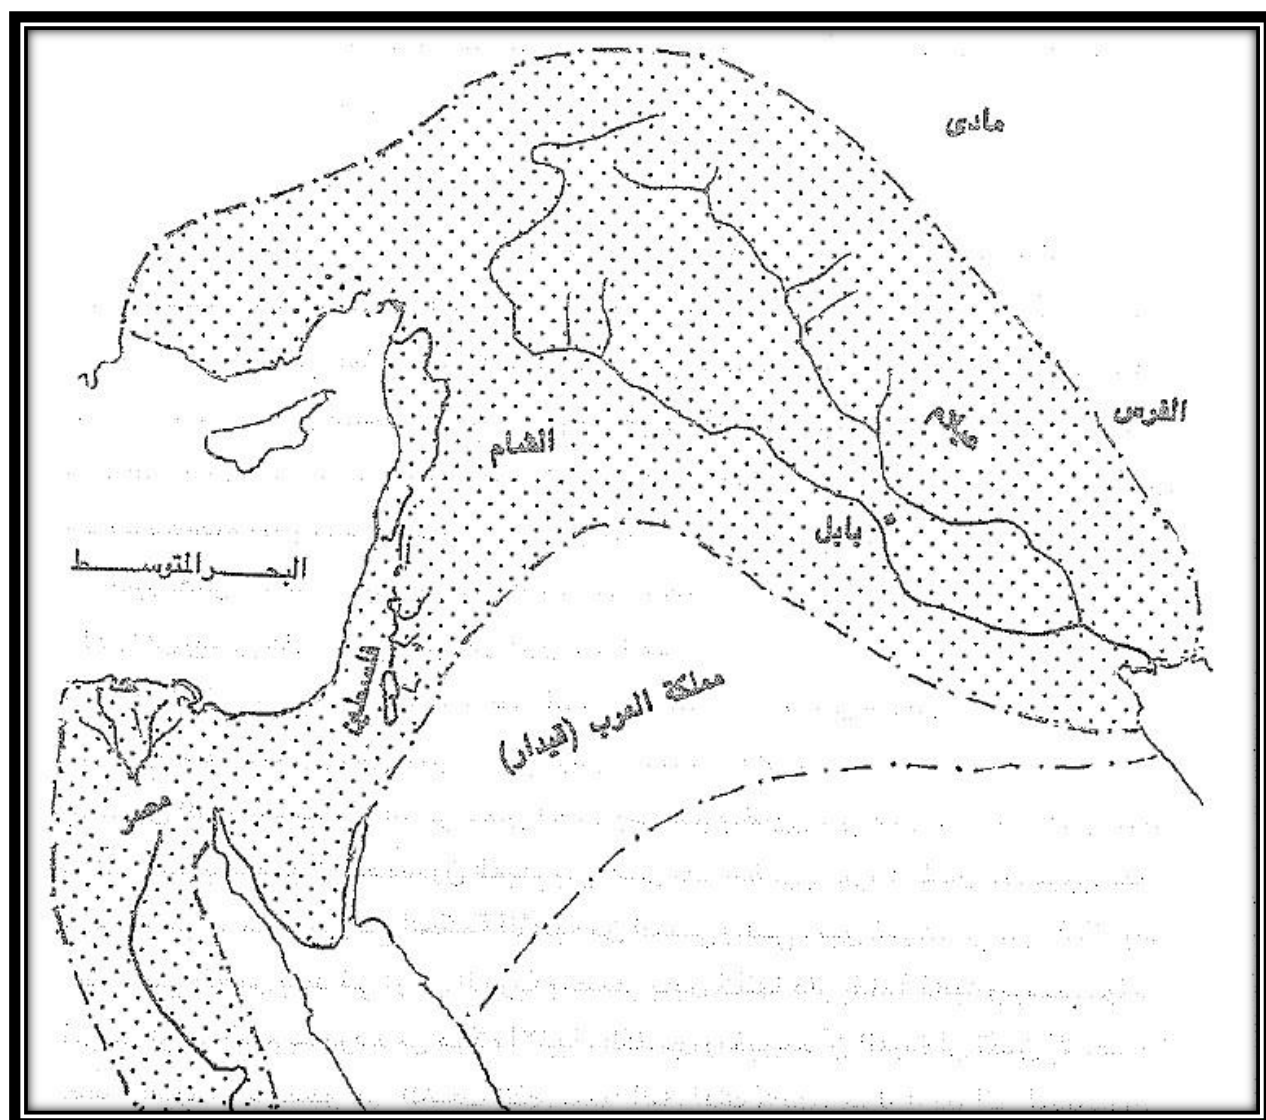 مادى
الفرس
عيلام
الشام
بابل
البحر المتوسط
فلسطين
مملكة العرب (قيدار)
مصر